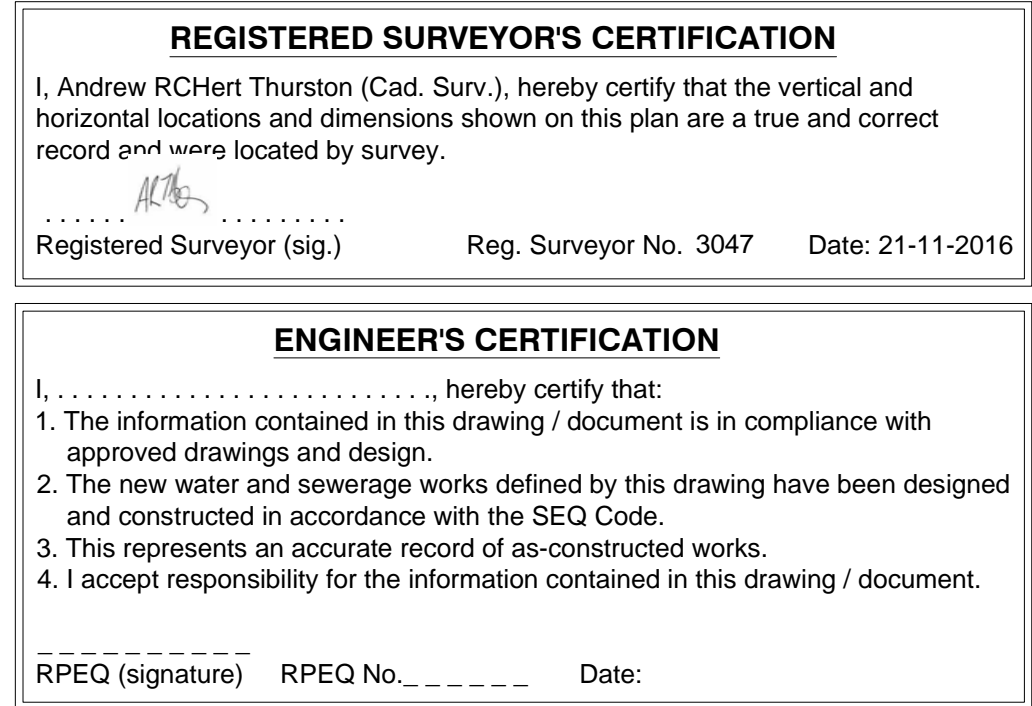 REGISTERED SURVEYOR'S CERTIFICATION
I, Andrew RCHert Thurston (Cad. Surv.), hereby certify that the vertical and
horizontal locations and dimensions shown on this plan are a true and correct
record and were located by survey.
. . . . . . . . . . . . . . .
Registered Surveyor (sig.) Reg. Surveyor No. 3047 Date: 21-11-2016
ENGINEER'S CERTIFICATION
I, . . . . . . . . . . . . . . . . . . . . . . . . . ., hereby certify that:
1. The information contained in this drawing / document is in compliance with
approved drawings and design.
2. The new water and sewerage works defined by this drawing have been designed
and constructed in accordance with the SEQ Code.
3. This represents an accurate record of as-constructed works.
4. I accept responsibility for the information contained in this drawing / document.
_ _ _ _ _ _ _ _ _ _
RPEQ (signature) RPEQ No._ _ _ _ _ _ Date: